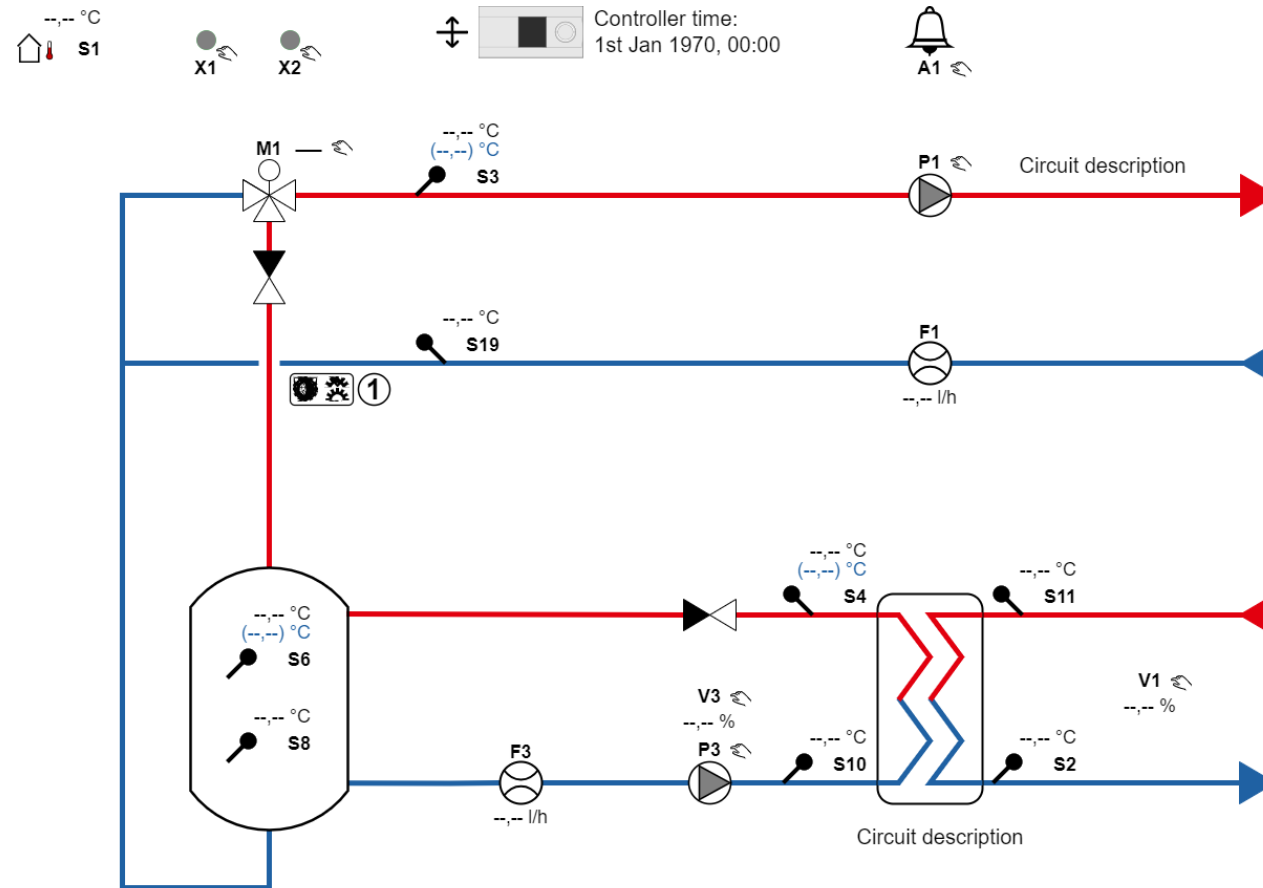 --,-- °C
S1
X1
X2
Controller time:
1st Jan 1970, 00:00
A1
M1
--,-- °C
(--,--) °C
S3
P1
Circuit description
--,-- °C
S19
F1
--,-- l/h
1
--,-- °C
(--,--) °C
S4
--,-- °C
S11
--,-- °C
(--,--) °C
S6
--,-- °C
S8
V3
--,-- %
P3
V1
--,-- %
F3
--,-- l/h
--,-- °C
S10
--,-- °C
S2
Circuit description